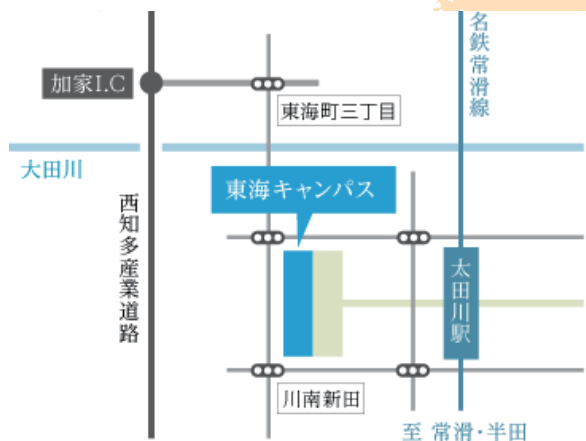 名鉄常滑線
加家I.C
東海町三丁目
大田川
東海キャンパス
西知多産業道路
太田川駅
川南新田
至 常滑・半田